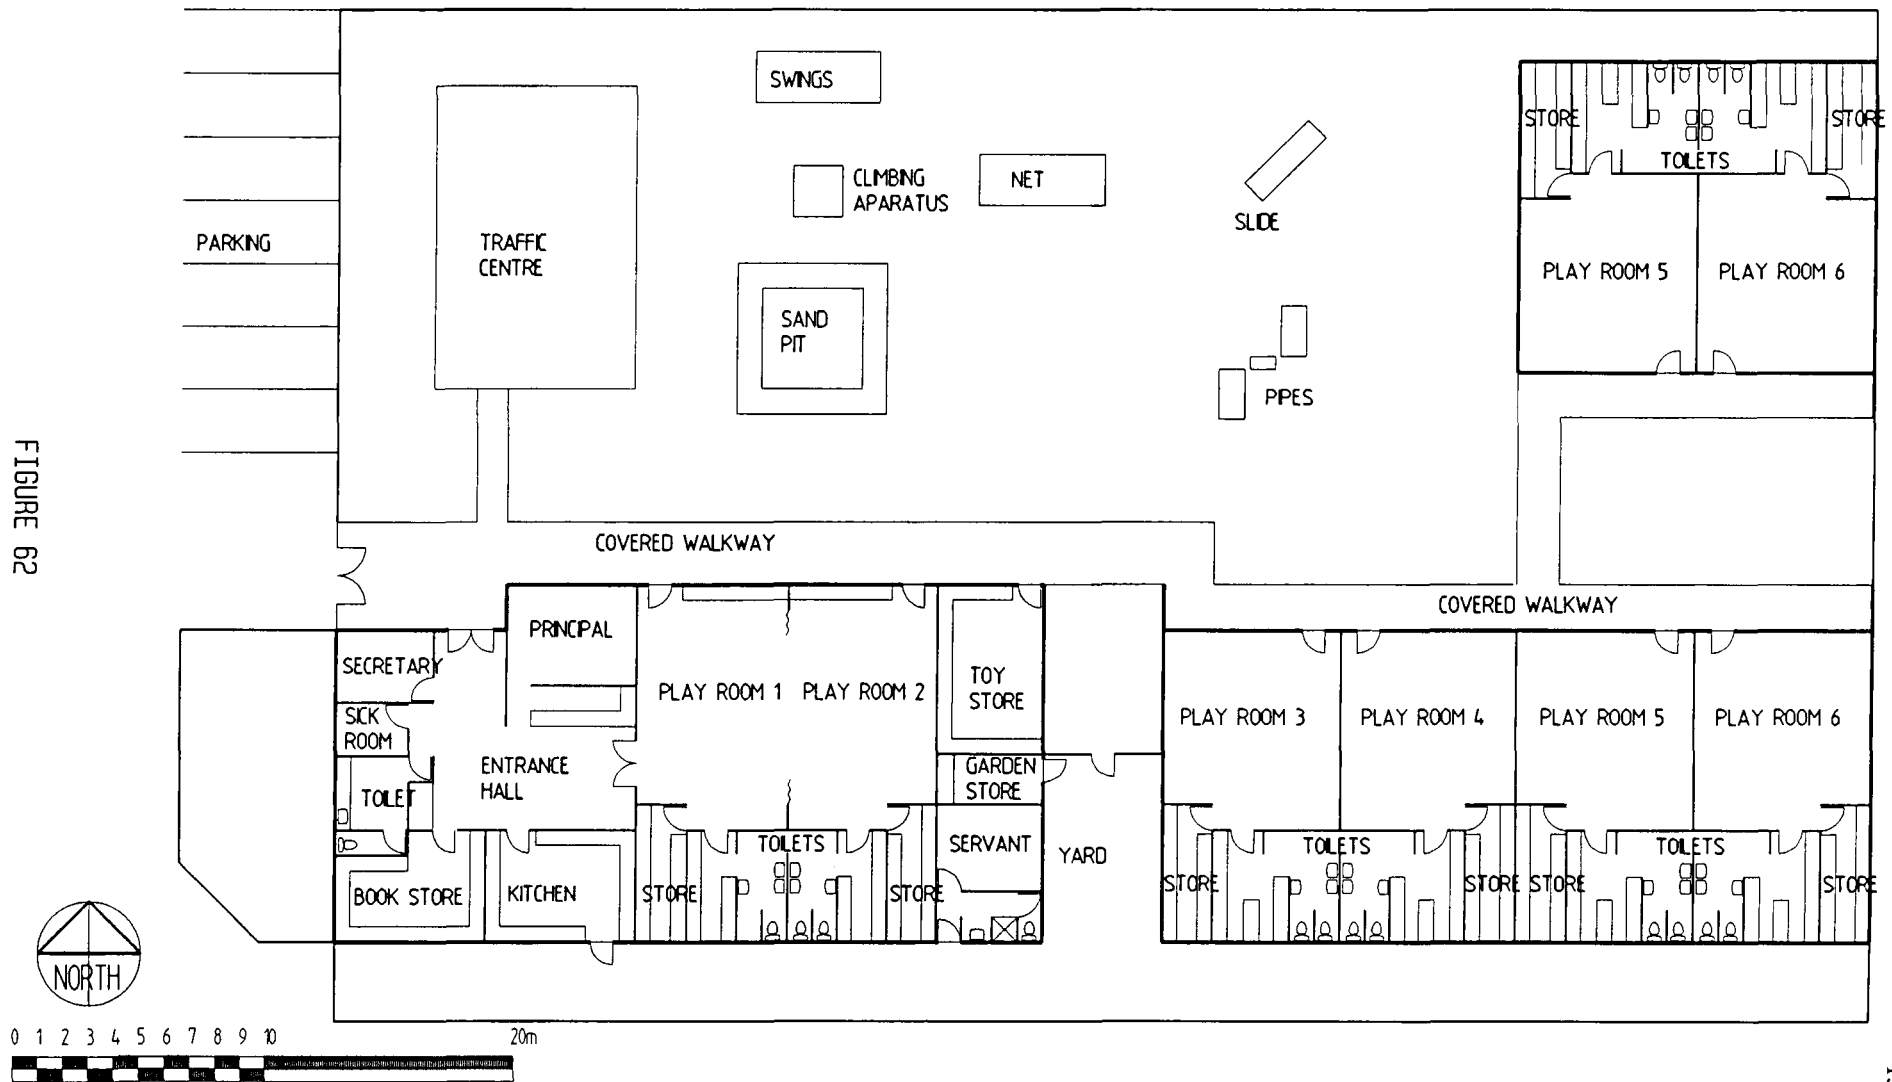 SWINGS
STORE
STORE
TOILETS
CLIMBING
APARATUS
NET
SLIDE
PARKING
TRAFFIC
CENTRE
PLAY ROOM 5
PLAY ROOM 6
SAND
PIT
PIPES
FIGURE 62
COVERED WALKWAY
COVERED WALKWAY
PRINCIPAL
SECRETARY
TOY
STORE
PLAY ROOM 1
PLAY ROOM 2
SICK
ROOM
PLAY ROOM 3
PLAY ROOM 4
PLAY ROOM 5
PLAY ROOM 6
ENTRANCE
HALL
GARDEN
STORE
TOILET
TOILETS
SERVANT
YARD
TOILETS
TOILETS
BOOK STORE
KITCHEN
STORE
STORE
STORE
STORE
STORE
STORE
NORTH
0 1 2 3 4 5 6 7 8 9 10 20m